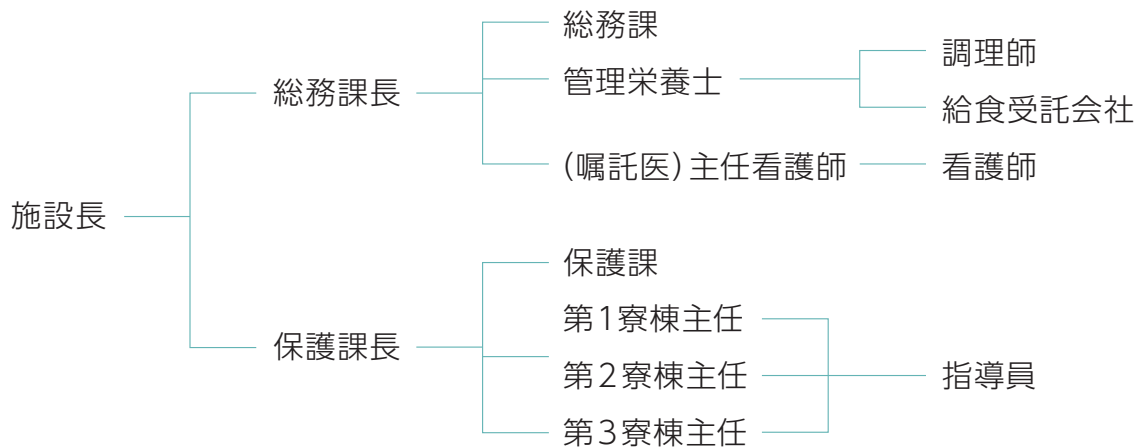 総務課
調理師
管理栄養士
総務課長
給食受託会社
(嘱託医)主任看護師
看護師
施設長
保護課
第1寮棟主任
保護課長
第2寮棟主任
指導員
第3寮棟主任